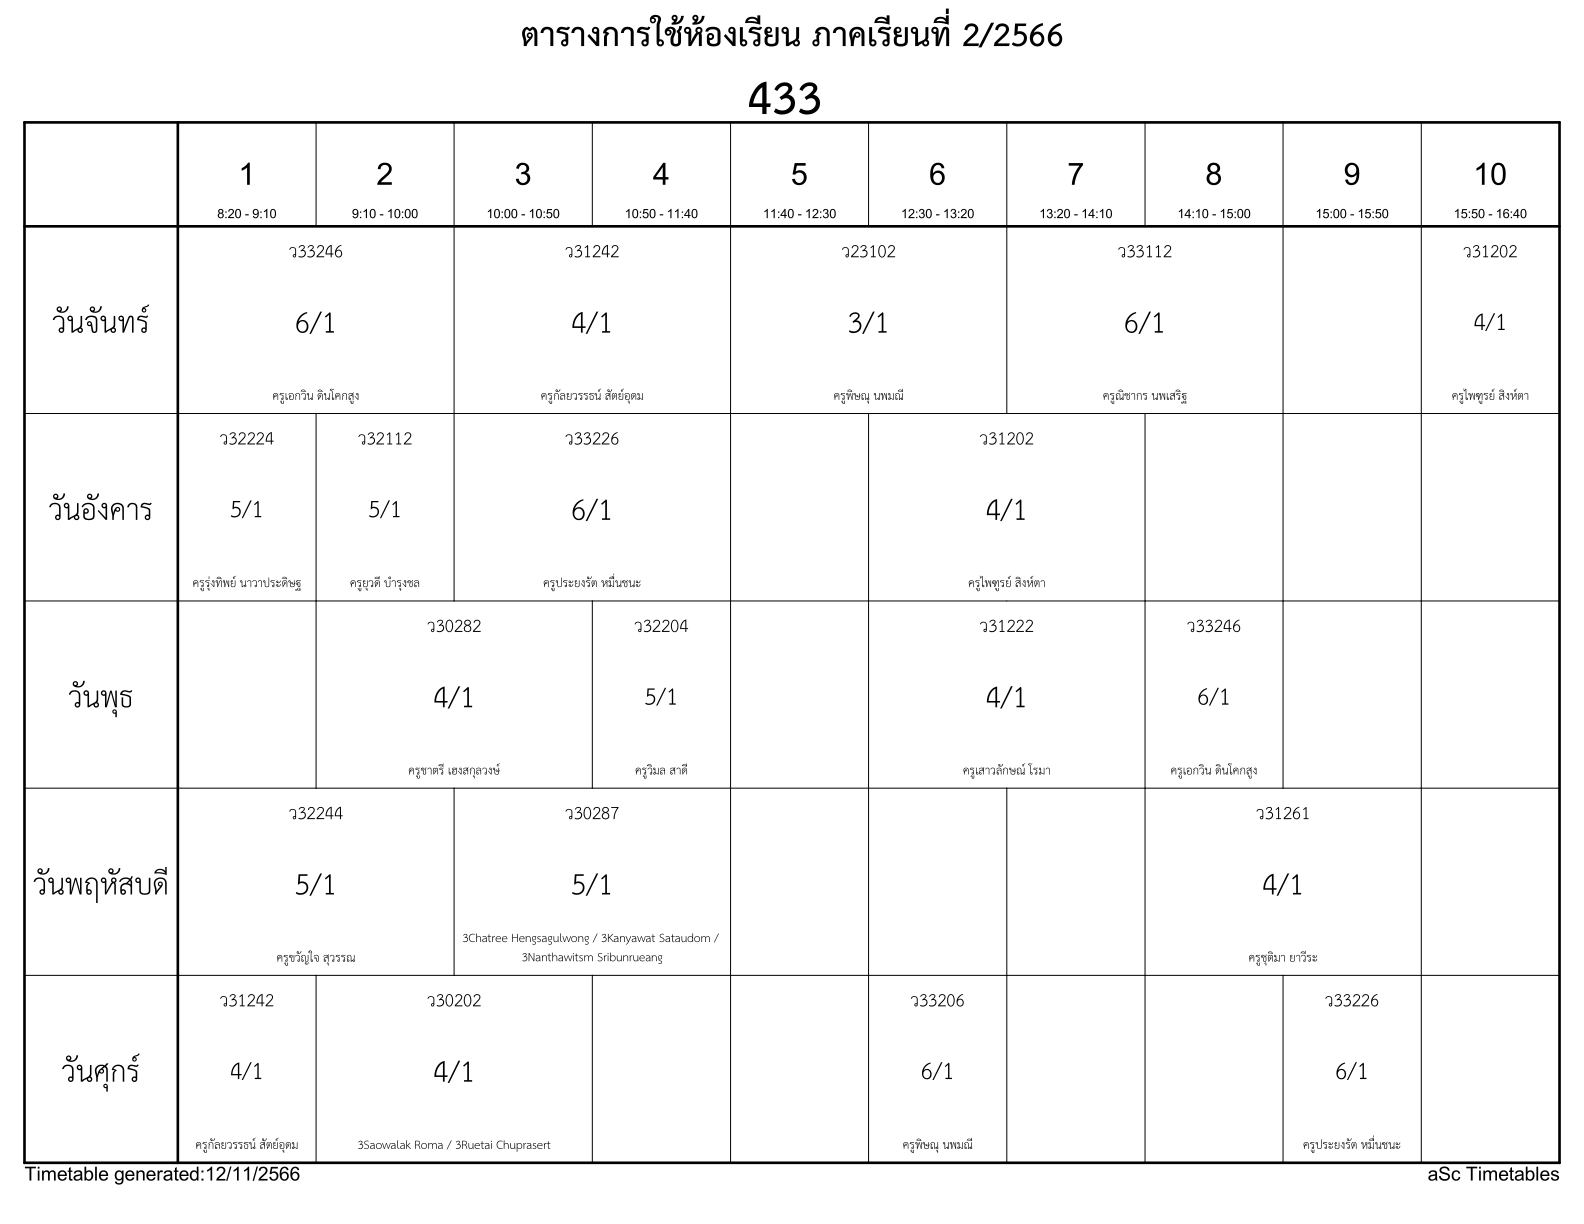 ตารางการใช้ห้องเรียน ภาคเรียนที่ 2/2566
433
1 2 3 4 5 6 7 8 9 10
8:20 - 9:10 9:10 - 10:00 10:00 - 10:50 10:50 - 11:40 11:40 - 12:30 12:30 - 13:20 13:20 - 14:10 14:10 - 15:00 15:00 - 15:50 15:50 - 16:40
ว33246 ว31242 ว23102 ว33112 ว31202
วันจันทร์ 6/1 4/1 3/1 6/1 4/1
ครูเอกวิน ดินโคกสูง ครูกัลยวรรธน์ สัตย์อุดม ครูพิษณุ นพมณี ครูณิชากร นพเสริฐ ครูไพฑูรย์ สิงห์ตา
ว32224 ว32112 ว33226 ว31202
วันอังคาร 5/1 5/1 6/1 4/1
ครูรุ่งทิพย์ นาวาประดิษฐ ครูยุวดี บำรุงชล ครูประยงรัต หมื่นชนะ ครูไพฑูรย์ สิงห์ตา
ว30282 ว32204 ว31222 ว33246
วันพุธ 4/1 5/1 4/1 6/1
ครูชาตรี เฮงสกุลวงษ์ ครูวิมล สาดี ครูเสาวลักษณ์ โรมา ครูเอกวิน ดินโคกสูง
ว32244 ว30287 ว31261
วันพฤหัสบดี 5/1 5/1 4/1
3Chatree Hengsagulwong / 3Kanyawat Sataudom /
ครูขวัญใจ สุวรรณ 3Nanthawitsm Sribunrueang ครูชุติมา ยาวีระ
ว31242 ว30202 ว33206 ว33226
วันศุกร์ 4/1 4/1 6/1 6/1
ครูกัลยวรรธน์ สัตย์อุดม 3Saowalak Roma / 3Ruetai Chuprasert ครูพิษณุ นพมณี ครูประยงรัต หมื่นชนะ
Timetable generated:12/11/2566 aSc Timetables